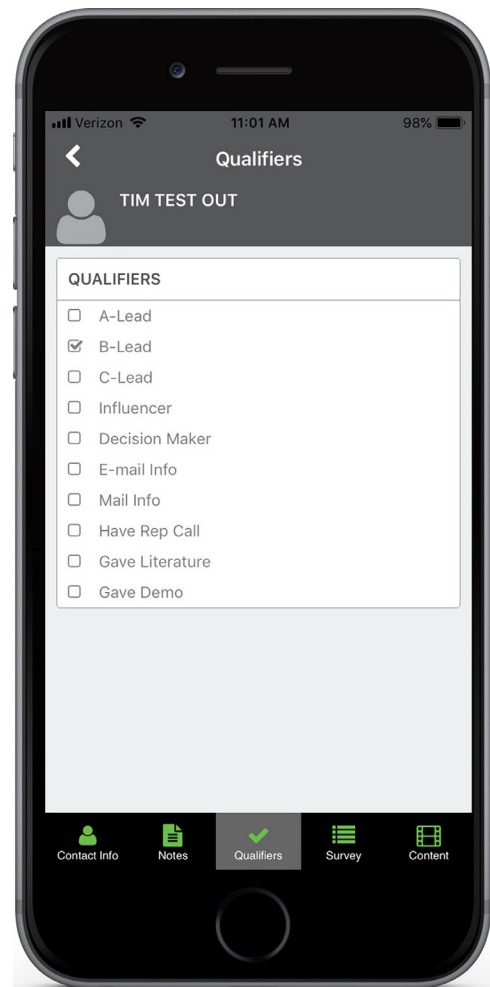 Verizon 11:01 AM 98%
Qualifiers
TIM TEST OUT
QUALIFIERS
A-Lead
B-Lead
C-Lead
Influencer
Decision Maker
E-mail Info
Mail Info
Have Rep Call
Gave Literature
Gave Demo
Contact Info Notes Qualifiers Survey Content